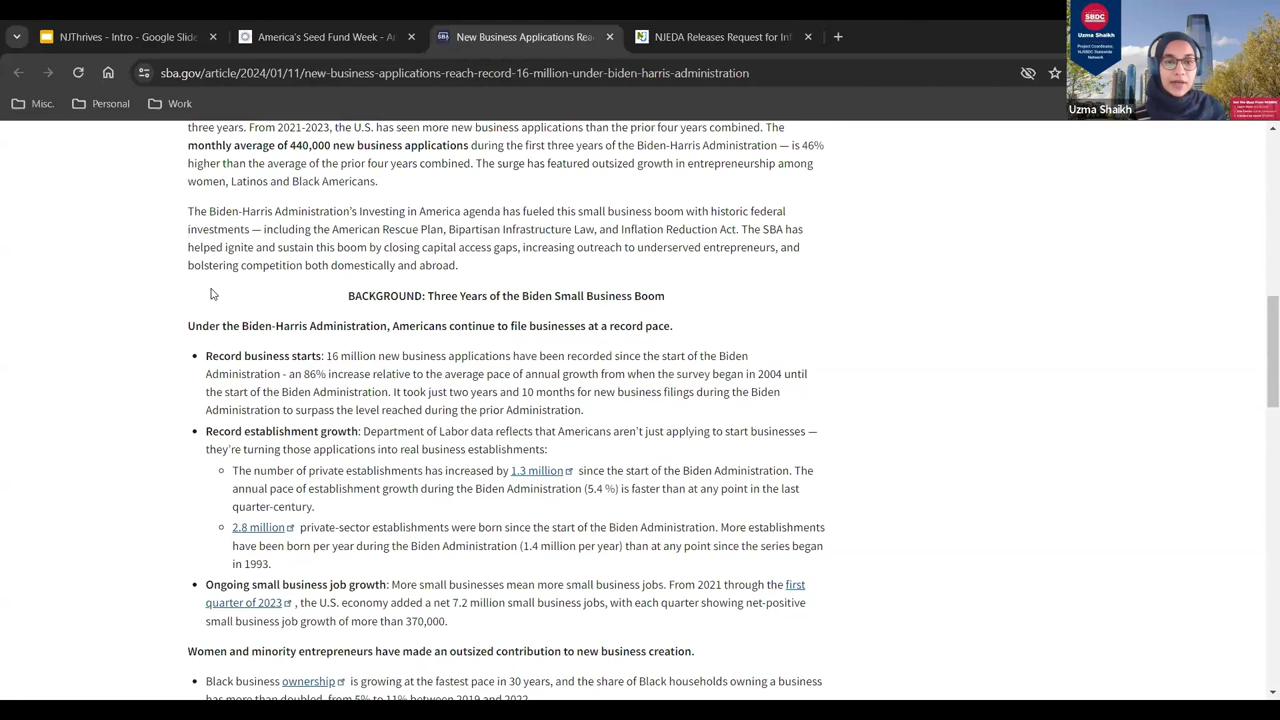 NJThrives - Intro - Google Slide
America's Seed Fund Week
New Business Applications Rea
NJEDA Releases Request for Inf
sba.gov/article/2024/01/11/new-business-applications-reach-record-16-million-under-biden-harris-administration
Misc.
Personal
Work
SBDC
Uzma Shaikh
Project Coordinator,
NJSBDC Statewide
Network
Uzma Shaikh
three years. From 2021-2023, the U.S. has seen more new business applications than the prior four years combined. The
monthly average of 440,000 new business applications during the first three years of the Biden-Harris Administration — is 46%
higher than the average of the prior four years combined. The surge has featured outsized growth in entrepreneurship among
women, Latinos and Black Americans.
The Biden-Harris Administration's Investing in America agenda has fueled this small business boom with historic federal
investments — including the American Rescue Plan, Bipartisan Infrastructure Law, and Inflation Reduction Act. The SBA has
helped ignite and sustain this boom by closing capital access gaps, increasing outreach to underserved entrepreneurs, and
bolstering competition both domestically and abroad.
BACKGROUND: Three Years of the Biden Small Business Boom
Under the Biden-Harris Administration, Americans continue to file businesses at a record pace.
Record business starts: 16 million new business applications have been recorded since the start of the Biden
Administration - an 86% increase relative to the average pace of annual growth from when the survey began in 2004 until
the start of the Biden Administration. It took just two years and 10 months for new business filings during the Biden
Administration to surpass the level reached during the prior Administration.
Record establishment growth: Department of Labor data reflects that Americans aren't just applying to start businesses —
they're turning those applications into real business establishments:
The number of private establishments has increased by 1.3 million since the start of the Biden Administration. The
annual pace of establishment growth during the Biden Administration (5.4 %) is faster than at any point in the last
quarter-century.
2.8 million private-sector establishments were born since the start of the Biden Administration. More establishments
have been born per year during the Biden Administration (1.4 million per year) than at any point since the series began
in 1993.
Ongoing small business job growth: More small businesses mean more small business jobs. From 2021 through the first
quarter of 2023 , the U.S. economy added a net 7.2 million small business jobs, with each quarter showing net-positive
small business job growth of more than 370,000.
Women and minority entrepreneurs have made an outsized contribution to new business creation.
Black business ownership is growing at the fastest pace in 30 years, and the share of Black households owning a business
has more than doubled, from 5% to 11% between 2019 and 2022.